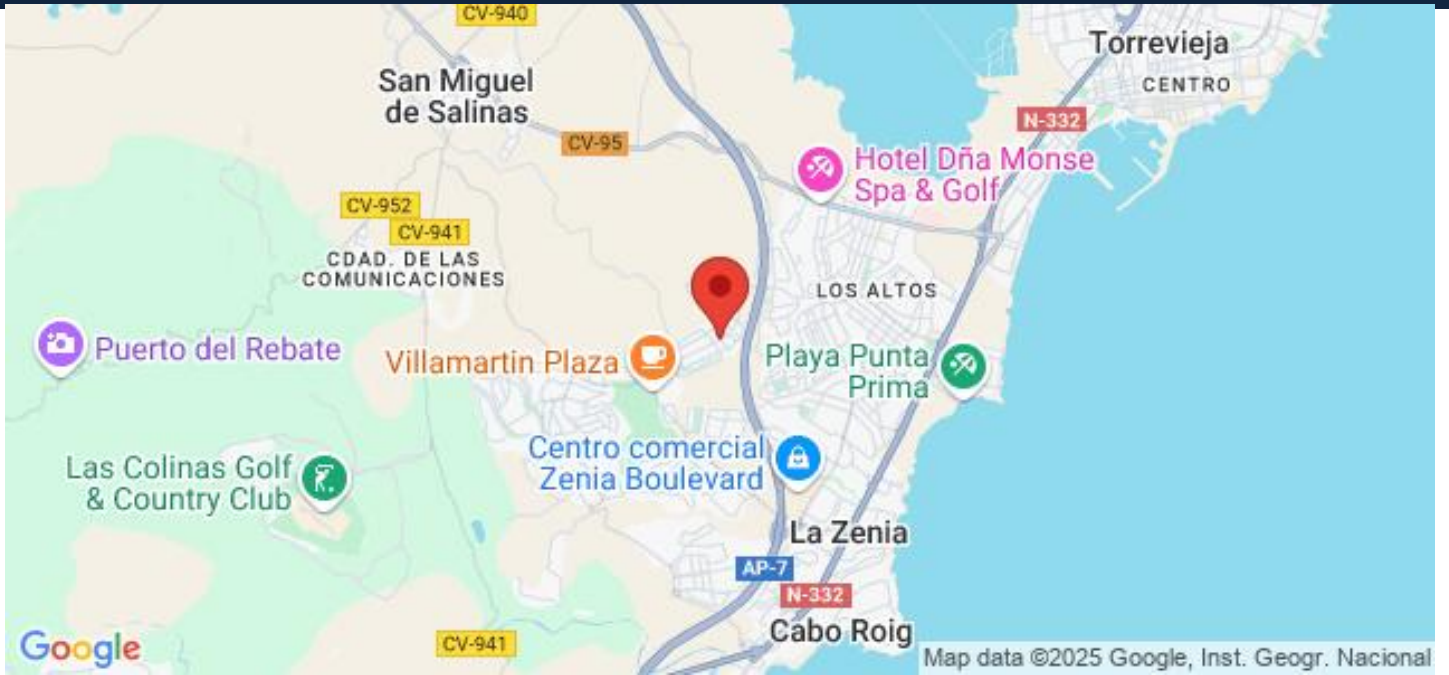 CV-940
Torrevieja
CENTRO
San Miguel
de Salinas
N-332
CV-95
Hotel Dña Monse
Spa & Golf
CV-952
CV-941
CDAD. DE LAS
COMUNICACIONES
LOS ALTOS
Puerto del Rebate
Villamartin Plaza
Playa Punta
Prima
Centro comercial
Zenia Boulevard
Las Colinas Golf
& Country Club
La Zenia
AP-7
N-332
Cabo Roig
CV-941
Google
Map data ©2025 Google, Inst. Geogr. Nacional